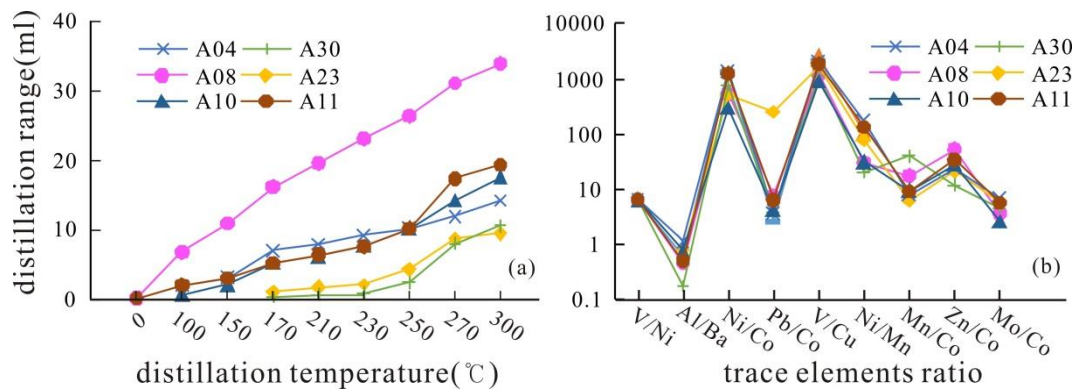 distillation range(ml)
40
30
20
10
0
A04
A30
A08
A23
A10
A11
(a)
0
100
150
170
210
230
250
270
300
distillation temperature(℃)
10000
1000
100
10
1
0.1
A04
A30
A08
A23
A10
A11
(b)
V/Ni
Al/Ba
Ni/Co
Pb/Co
V/Cu
Ni/Mn
Mn/Co
Zn/Co
Mo/Co
trace elements ratio